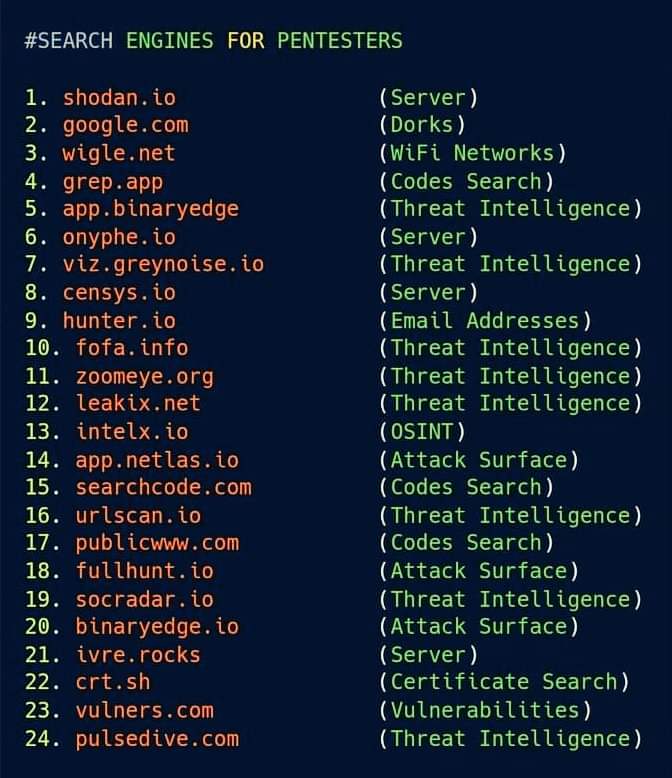 #SEARCH ENGINES FOR PENTESTERS
1. shodan.io (Server)
2. google.com (Dorks)
3. wigle.net (WiFi Networks)
4. grep.app (Codes Search)
5. app.binaryedge (Threat Intelligence)
6. onyphe.io (Server)
7. viz.greynoise.io (Threat Intelligence)
8. censys.io (Server)
9. hunter.io (Email Addresses)
10. fofa.info (Threat Intelligence)
11. zoomeye.org (Threat Intelligence)
12. leakix.net (Threat Intelligence)
13. intelx.io (OSINT)
14. app.netlas.io (Attack Surface)
15. searchcode.com (Codes Search)
16. urlscan.io (Threat Intelligence)
17. publicwww.com (Codes Search)
18. fullhunt.io (Attack Surface)
19. socradar.io (Threat Intelligence)
20. binaryedge.io (Attack Surface)
21. ivre.rocks (Server)
22. crt.sh (Certificate Search)
23. vulners.com (Vulnerabilities)
24. pulsedive.com (Threat Intelligence)